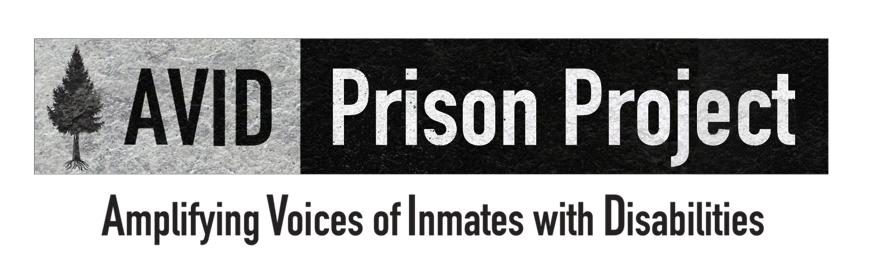 AVID Prison Project
Amplifying Voices of Inmates with Disabilities